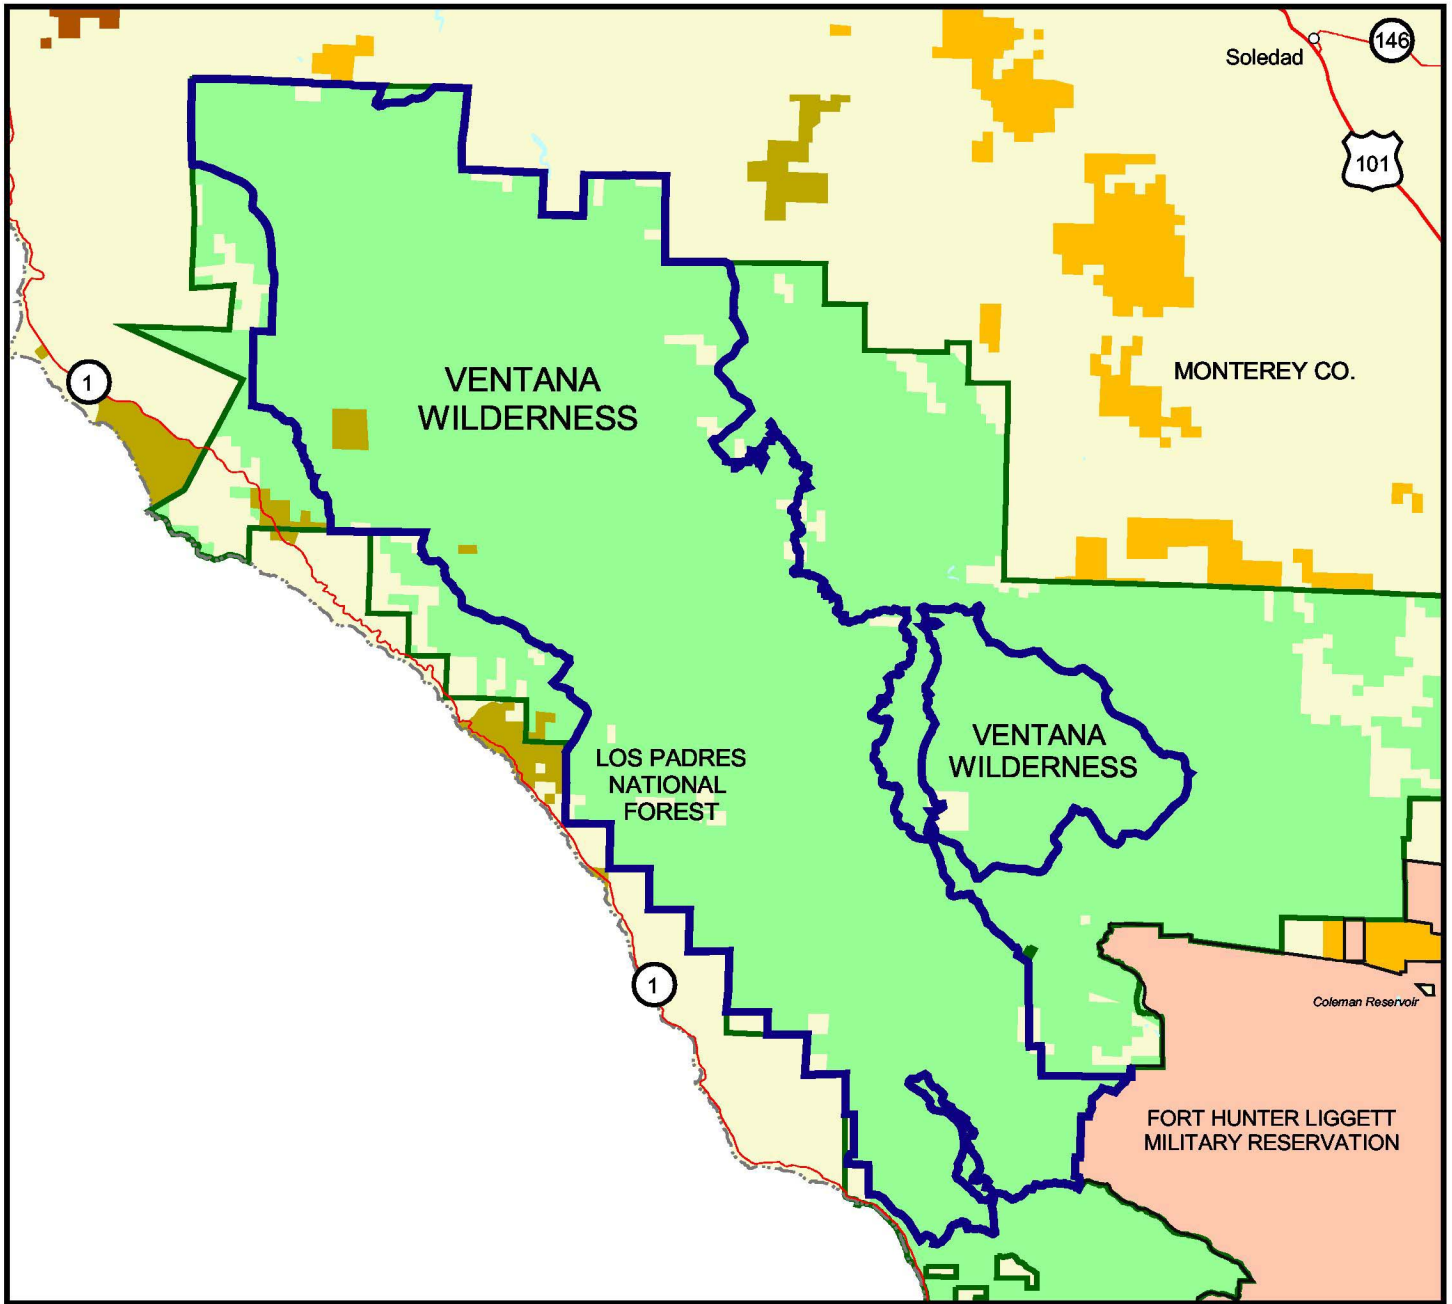 146
Soledad
101
MONTEREY CO.
1
VENTANA
WILDERNESS
VENTANA
WILDERNESS
LOS PADRES
NATIONAL
FOREST
1
Coleman Reservoir
FORT HUNTER LIGGETT
MILITARY RESERVATION